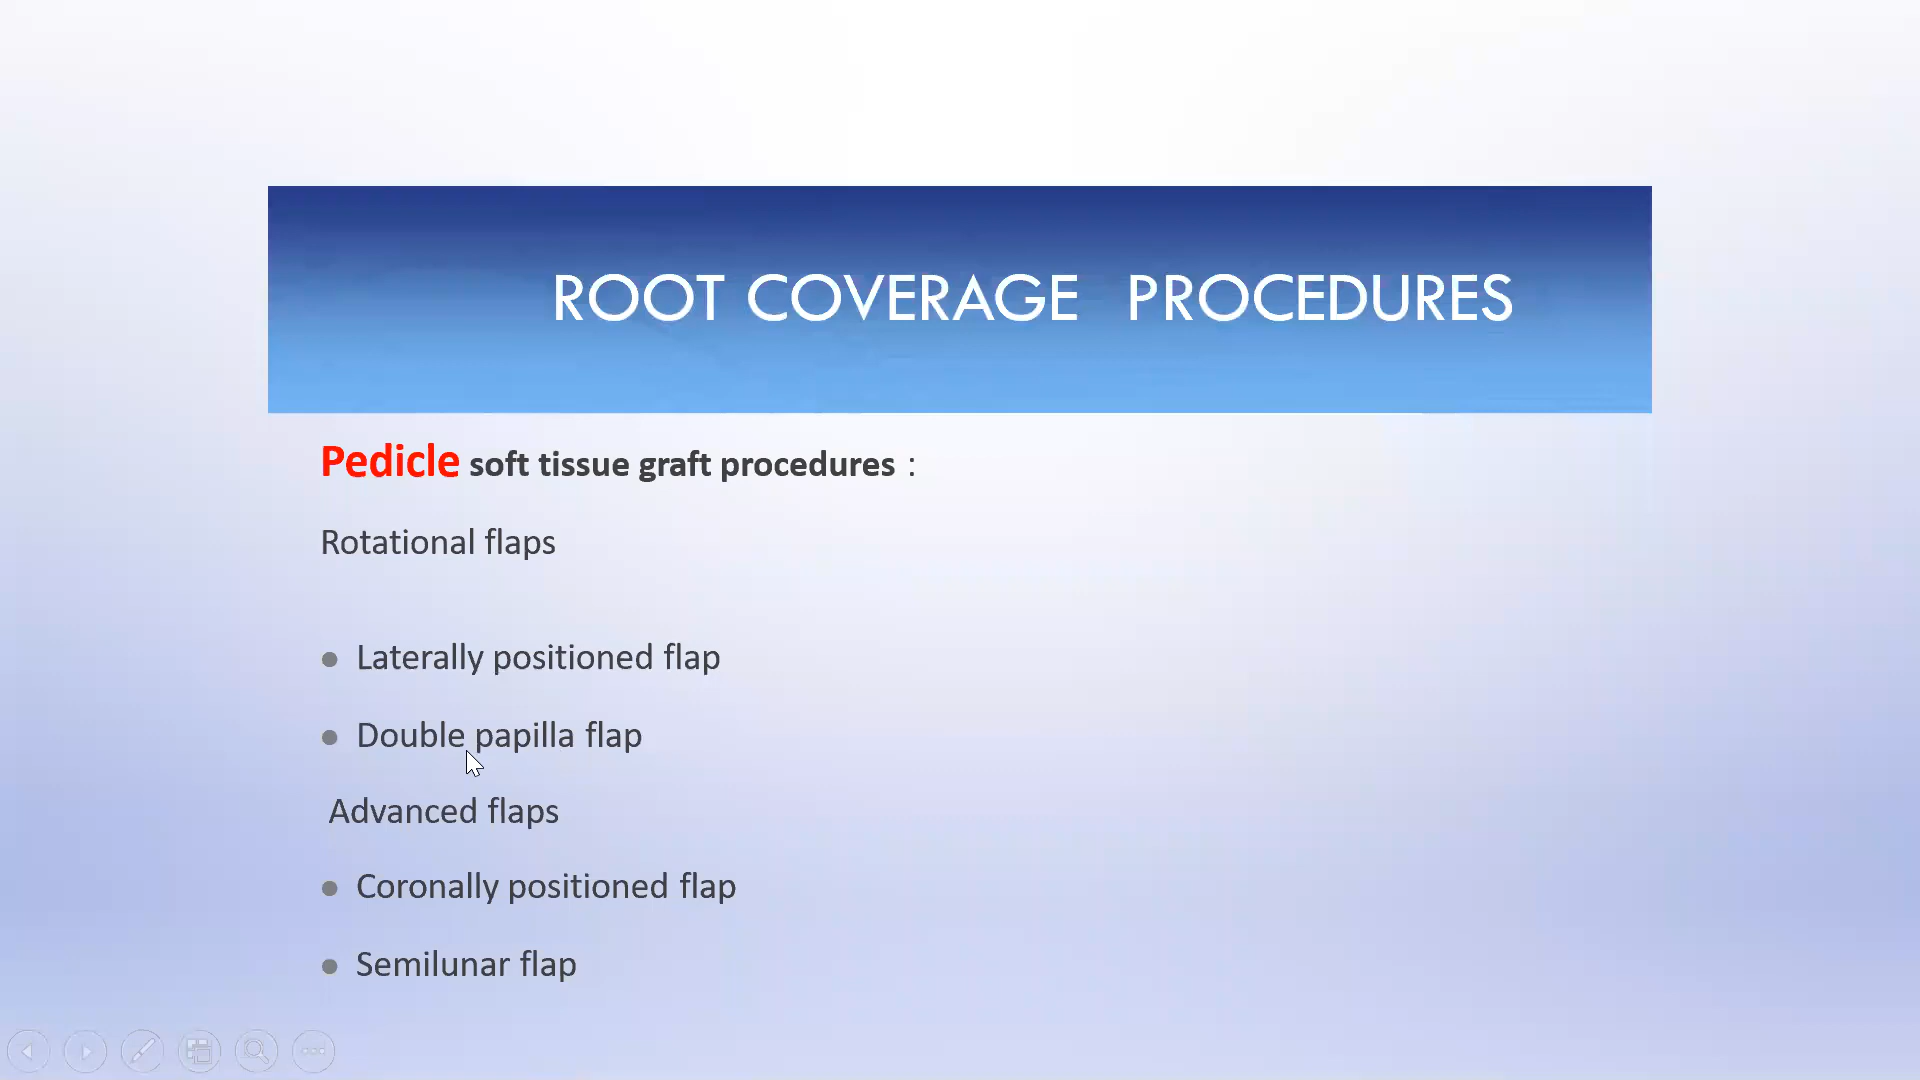 ROOT COVERAGE PROCEDURES
Pedicle soft tissue graft procedures :
Rotational flaps
● Laterally positioned flap
● Double papilla flap
Advanced flaps
● Coronally positioned flap
● Semilunar flap